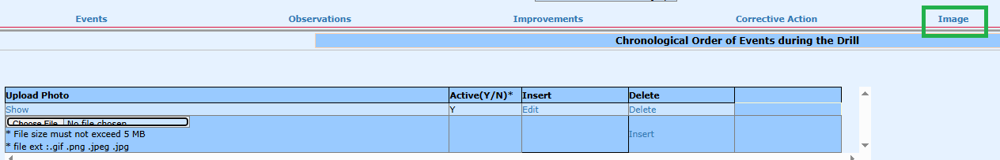 Events Observations Improvements Corrective Action Image
Chronological Order of Events during the Drill
Upload Photo Active(Y/N)* Insert Delete
Show Y Edit Delete
Choose File No file chosen
* File size must not exceed 5 MB
Insert
* file ext :.gif .png .jpeg .jpg